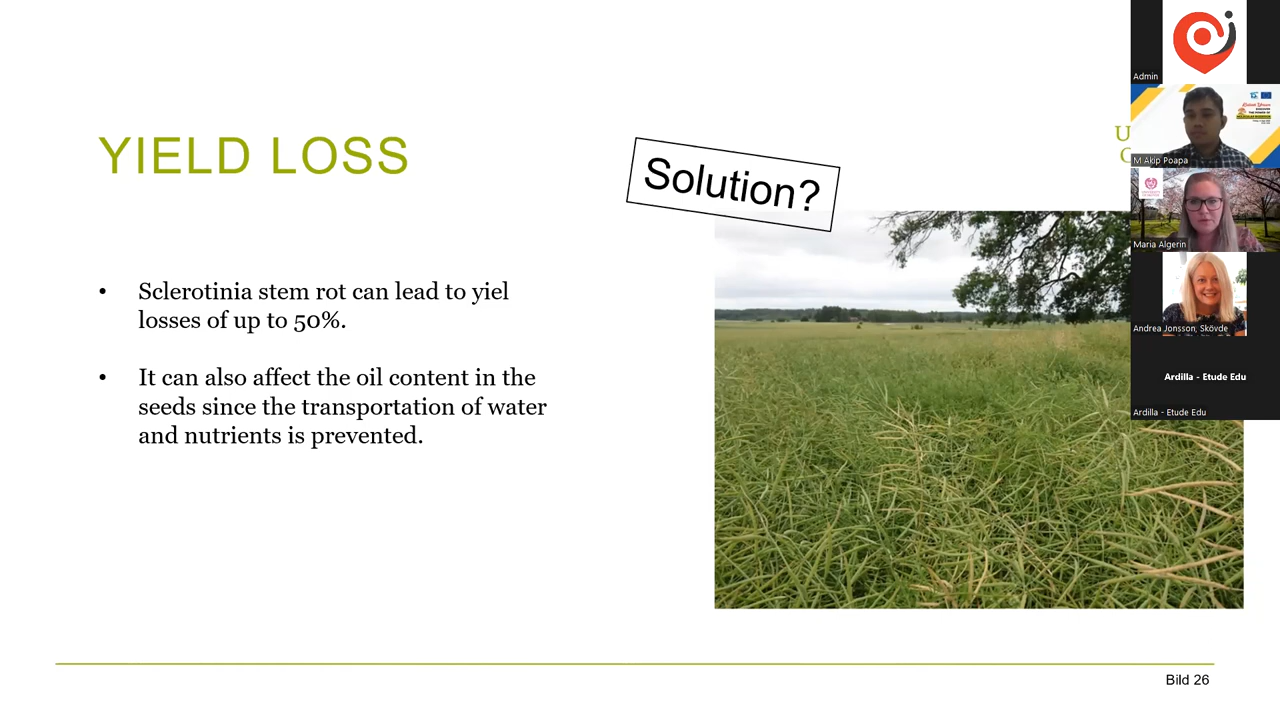 YIELD LOSS
Solution?
• Sclerotinia stem rot can lead to yiel
losses of up to 50%.
• It can also affect the oil content in the
seeds since the transportation of water
and nutrients is prevented.
Bild 26
Admin
M Akip Poapa
Maria Algerin
Andrea Jonsson, Skövde
Ardilla - Etude Edu
Ardilla - Etude Edu